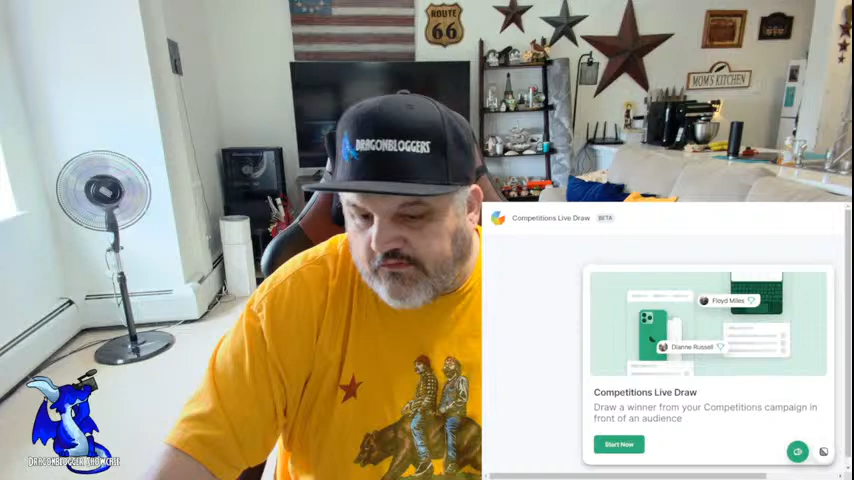 ROUTE
66
MOM'S KITCHEN
DRAGONBLOGGERS
Competitions Live Draw BETA
Floyd Miles
Dianne Russell
Competitions Live Draw
Draw a winner from your Competitions campaign in
front of an audience
Start Now
DRAGONBLOGGER SHOWCASE